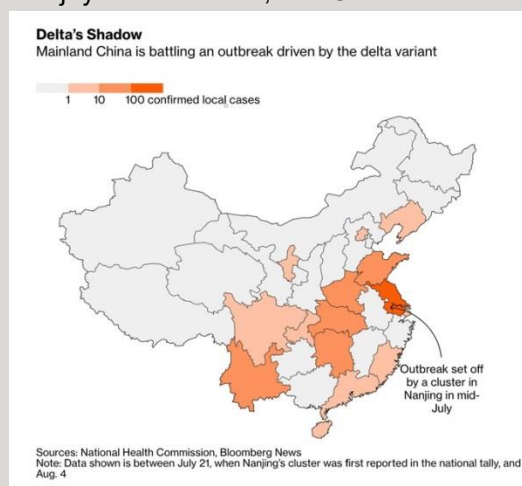 Delta's Shadow
Mainland China is battling an outbreak driven by the delta variant
1 10 100 confirmed local cases
Outbreak set off
by a cluster in
Nanjing in mid-
July
Sources: National Health Commission, Bloomberg News
Note: Data shown is between July 21, when Nanjing's cluster was first reported in the national tally, and
Aug. 4